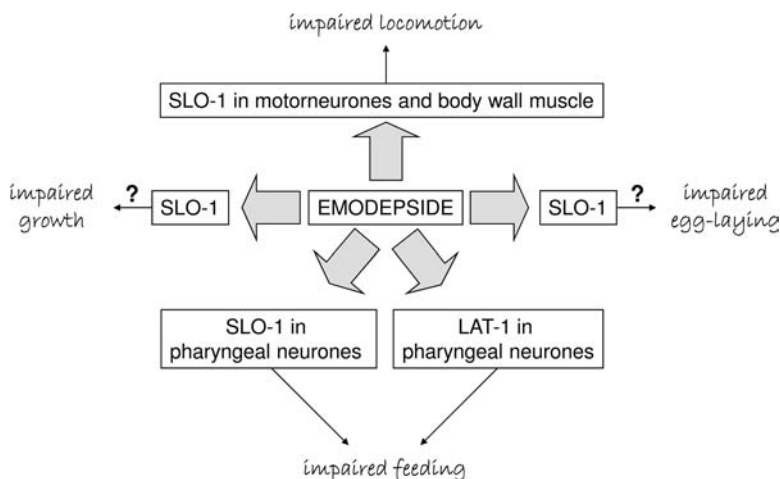 impaired locomotion
SLO-1 in motorneurones and body wall muscle
impaired
growth
?
SLO-1
EMODEPSIDE
SLO-1
?
impaired
egg-laying
SLO-1 in
pharyngeal neurones
LAT-1 in
pharyngeal neurones
impaired feeding